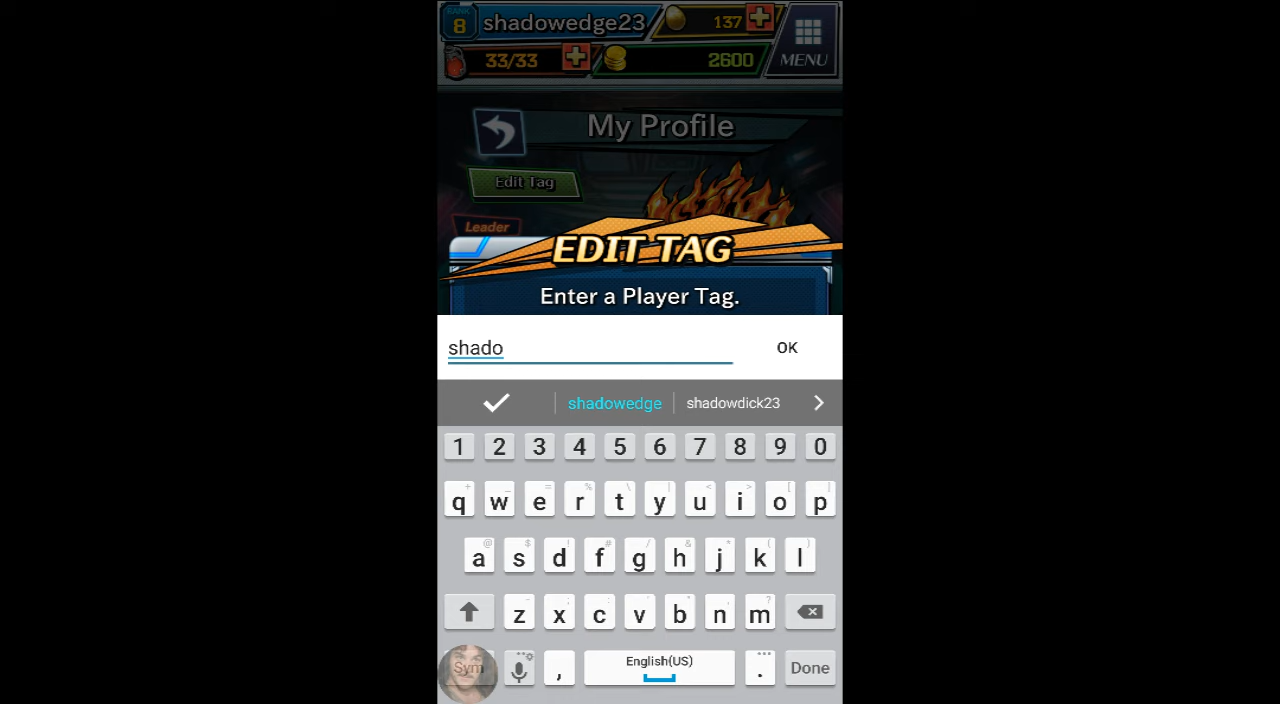 RANK
8 shadowedge23 137
33/33 2600 MENU
My Profile
Edit Tag
Leader
EDIT TAG
Enter a Player Tag.
shado OK
shadowedge shadowdick23
1 2 3 4 5 6 7 8 9 0
+ _ = % \ | < > [ ]
q w e r t y u i o p
@ $ ! # / & * ( )
a s d f g h j k l
- ' : ; " , ?
z x c v b n m
Sym , English(US) . Done